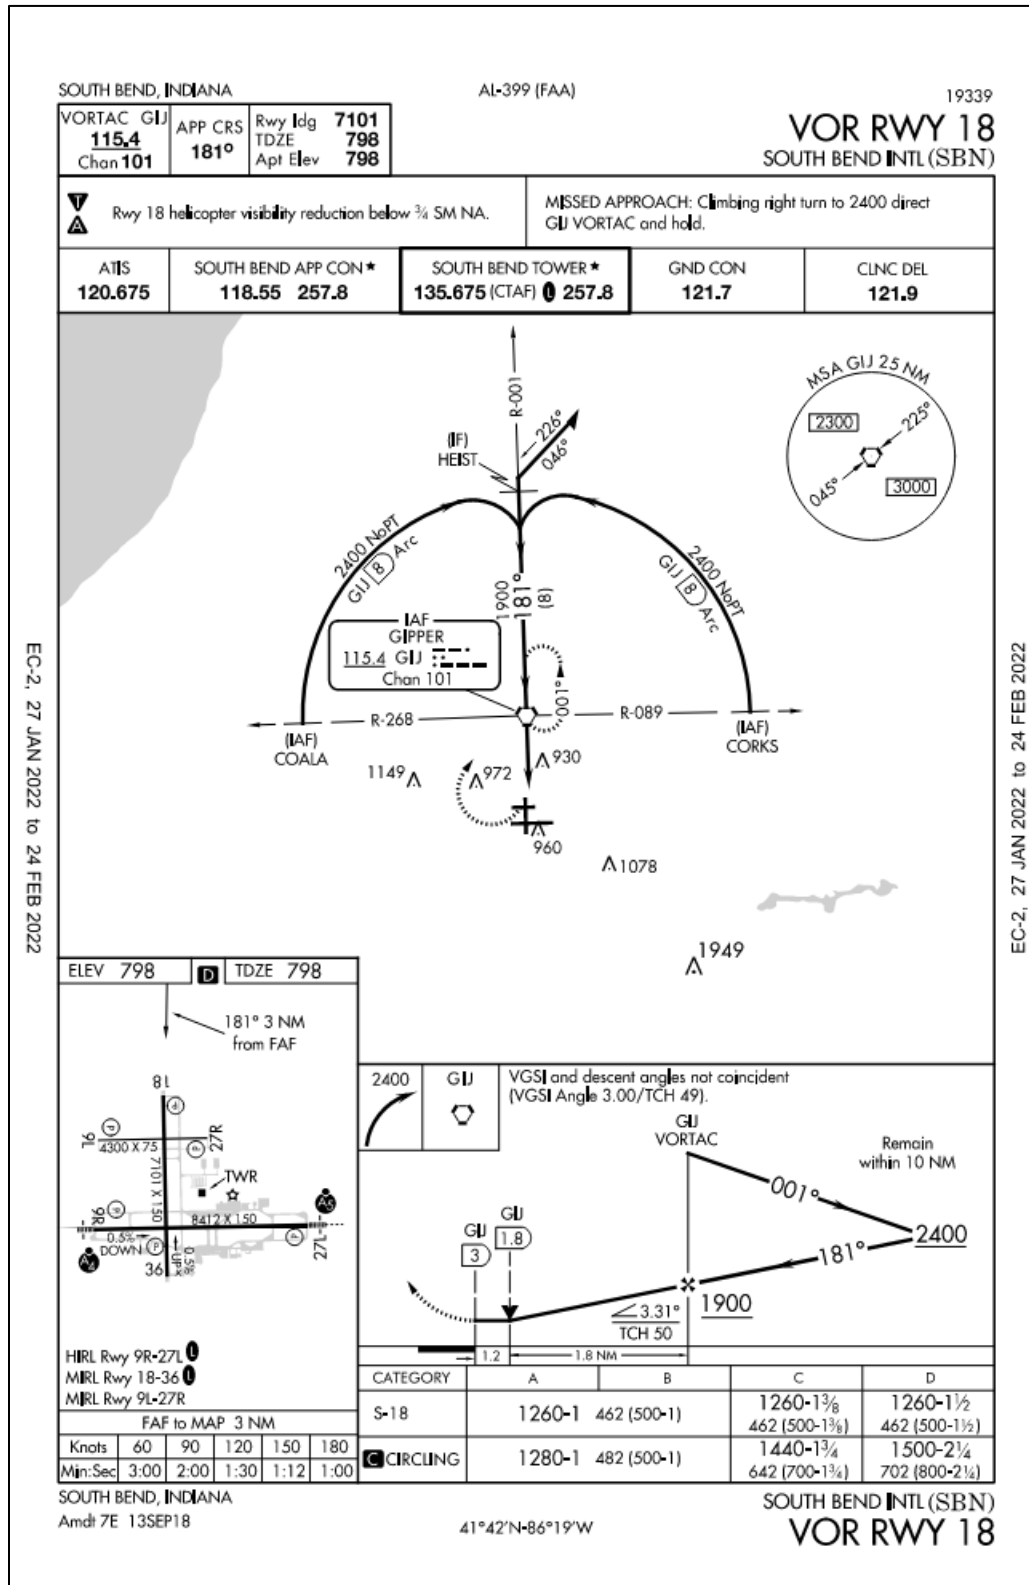 SOUTH BEND, INDIANA
AL-399 (FAA)
19339
VORTAC GIJ
115.4
Chan 101
APP CRS
181°
Rwy ldg 7101
TDZE 798
Apt Elev 798
VOR RWY 18
SOUTH BEND INTL (SBN)
T
A
Rwy 18 helicopter visibility reduction below ¾ SM NA.
MISSED APPROACH: Climbing right turn to 2400 direct
GIJ VORTAC and hold.
ATIS
120.675
SOUTH BEND APP CON★
118.55 257.8
SOUTH BEND TOWER★
135.675 (CTAF) L 257.8
GND CON
121.7
CLNC DEL
121.9
R-001
(IF)
HEIST
226°
046°
MSA GIJ 25 NM
2300
225°
045°
3000
2400 NoPT
GIJ 8 Arc
2400 NoPT
GIJ 8 Arc
1900
181°
(8)
IAF
GIPPER
115.4 GIJ
Chan 101
001°
R-268
R-089
(IAF)
COALA
(IAF)
CORKS
1149
972
930
960
1078
1949
EC-2, 27 JAN 2022 to 24 FEB 2022
EC-2, 27 JAN 2022 to 24 FEB 2022
ELEV 798
D
TDZE 798
181° 3 NM
from FAF
18
P
9L
P
4300 X 75
P
27R
7101 X 150
TWR
9R
P
8412 X 150
A5
0.5%
DOWN
P
P
27L
A4
36
UP
0.5%
HIRL Rwy 9R-27L L
MIRL Rwy 18-36 L
MIRL Rwy 9L-27R
FAF to MAP 3 NM
Knots 60 90 120 150 180
Min:Sec 3:00 2:00 1:30 1:12 1:00
2400
GIJ
VGSI and descent angles not coincident
(VGSI Angle 3.00/TCH 49).
GIJ
VORTAC
Remain
within 10 NM
001°
2400
181°
GIJ
1.8
GIJ
3
1900
3.31°
TCH 50
1.2
1.8 NM
CATEGORY A B C D
S-18 1260-1 462 (500-1) 1260-1⅜ 462 (500-1⅜) 1260-1½ 462 (500-1½)
C CIRCLING 1280-1 482 (500-1) 1440-1¾ 642 (700-1¾) 1500-2¼ 702 (800-2¼)
SOUTH BEND, INDIANA
Amdt 7E 13SEP18
41°42'N-86°19'W
SOUTH BEND INTL (SBN)
VOR RWY 18